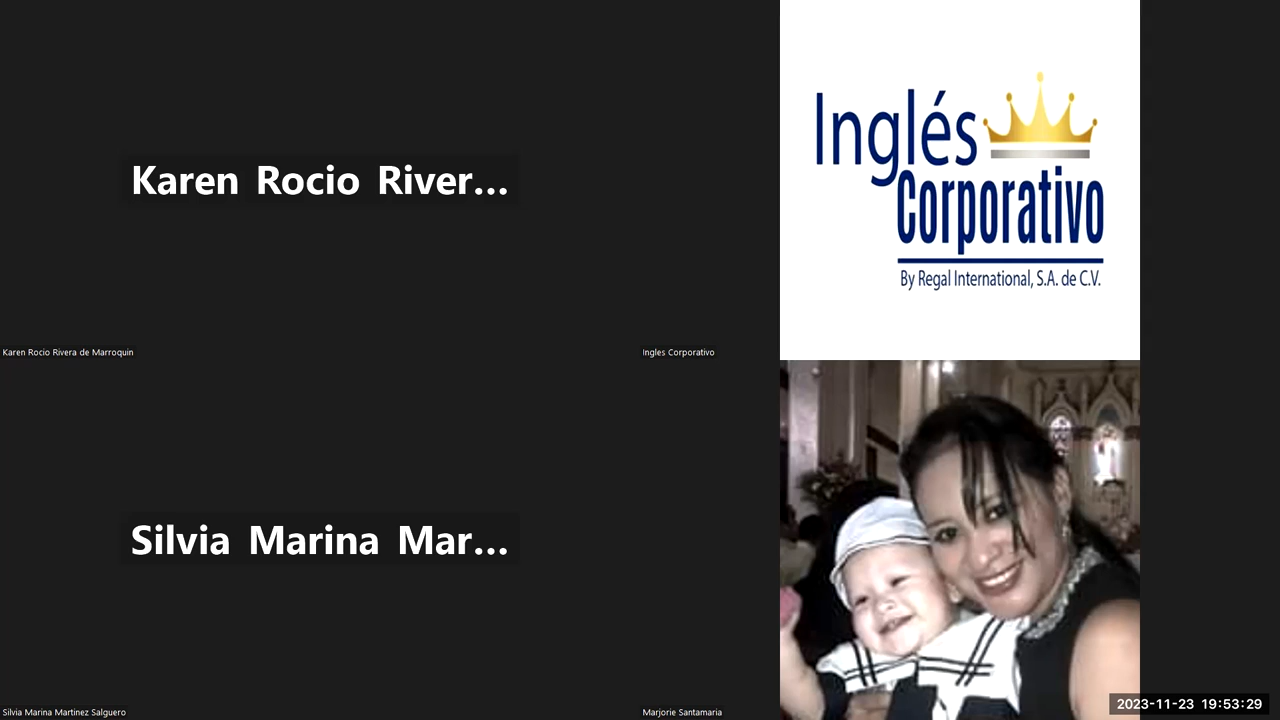 Karen Rocio River...
Karen Rocio Rivera de Marroquin
Inglés
Corporativo
By Regal International, S.A. de C.V.
Ingles Corporativo
Silvia Marina Mar...
Silvia Marina Martinez Salguero
Marjorie Santamaria
2023-11-23 19:53:29